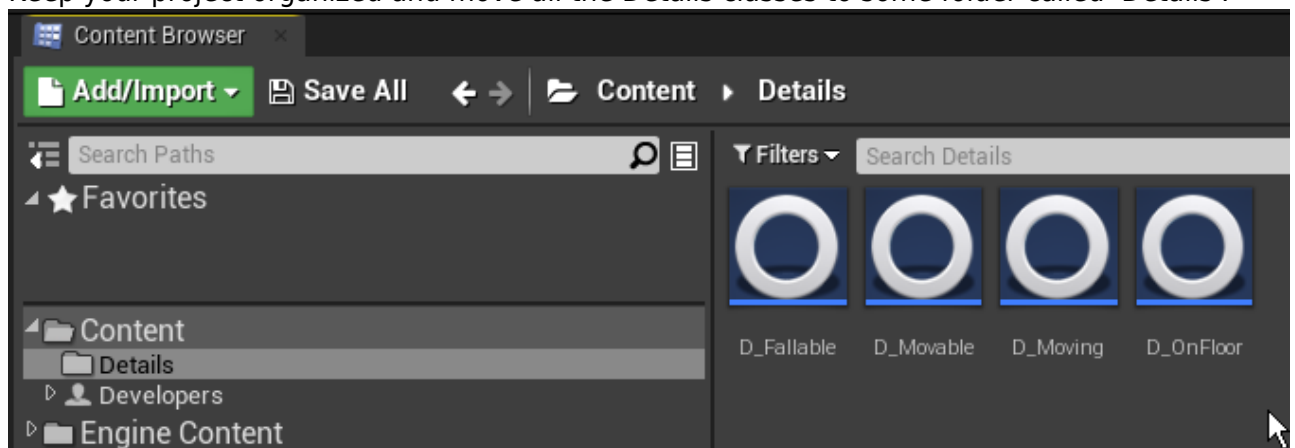 Keep your project organized and move all the Details classes to some folder called 'Details'.
Content Browser
Add/Import Save All Content Details
Search Paths
Filters Search Details
Favorites
Content
Details
Developers
Engine Content
D_Fallable D_Movable D_Moving D_OnFloor